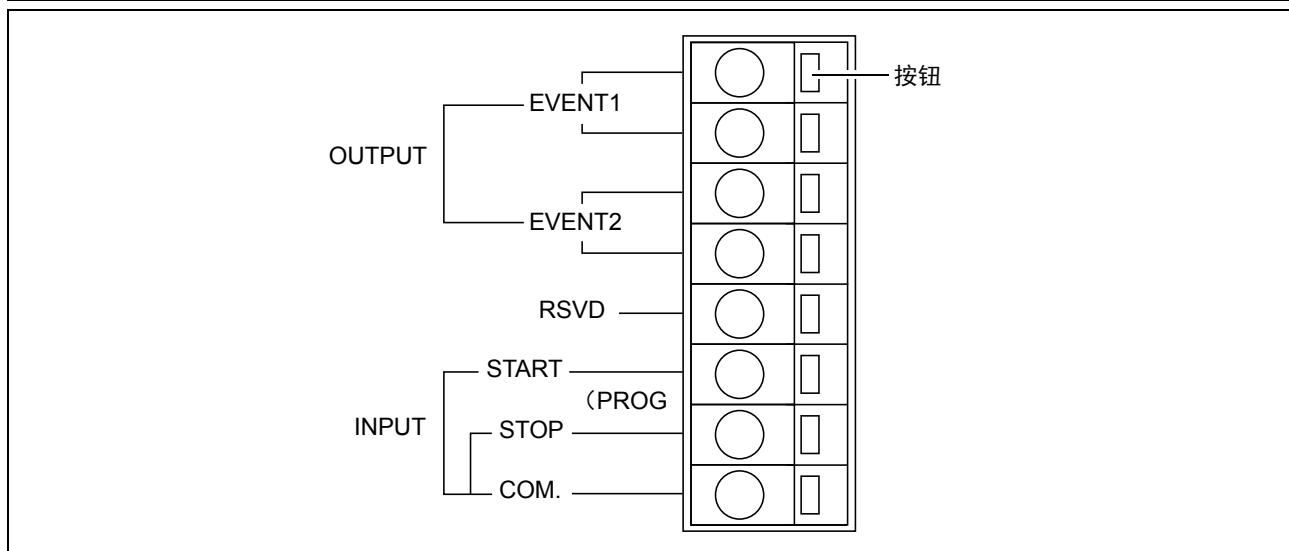 按钮
EVENT1
OUTPUT
EVENT2
RSVD
START
（PROG
INPUT
STOP
COM.